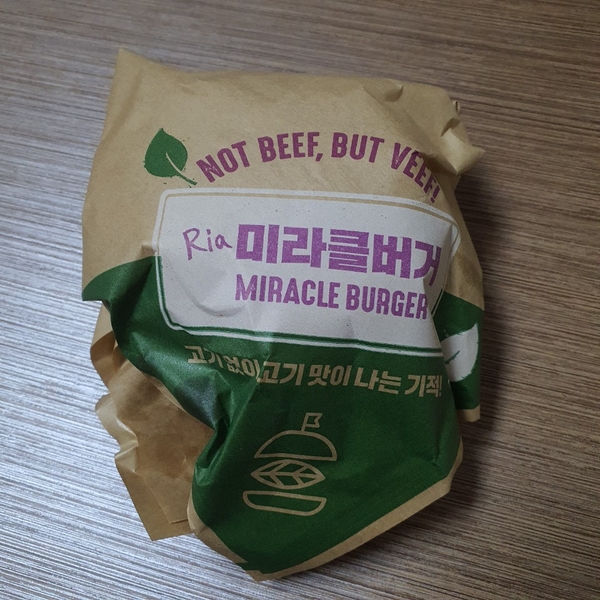 NOT BEEF, BUT VEEF!
Ria 미라클버거
MIRACLE BURGER
고기 없이 고기 맛이 나는 기적!